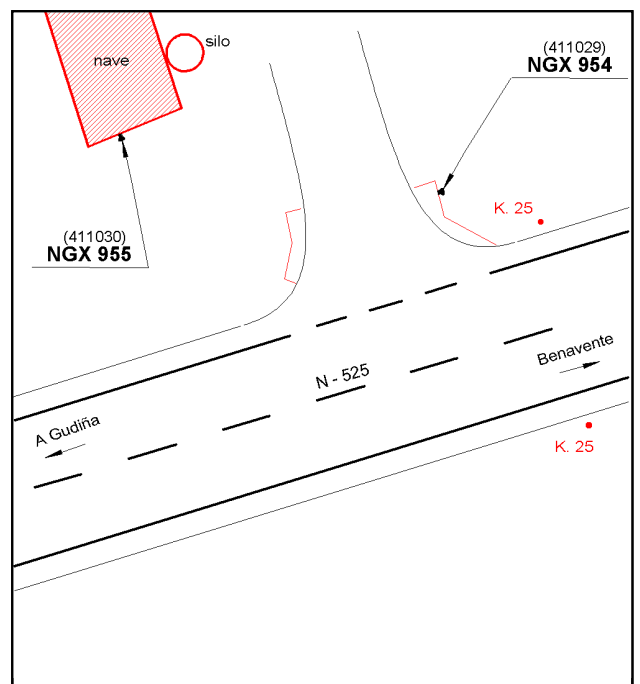 silo
nave
(411029)
NGX 954
K. 25
(411030)
NGX 955
Benavente
N - 525
A Gudiña
K. 25